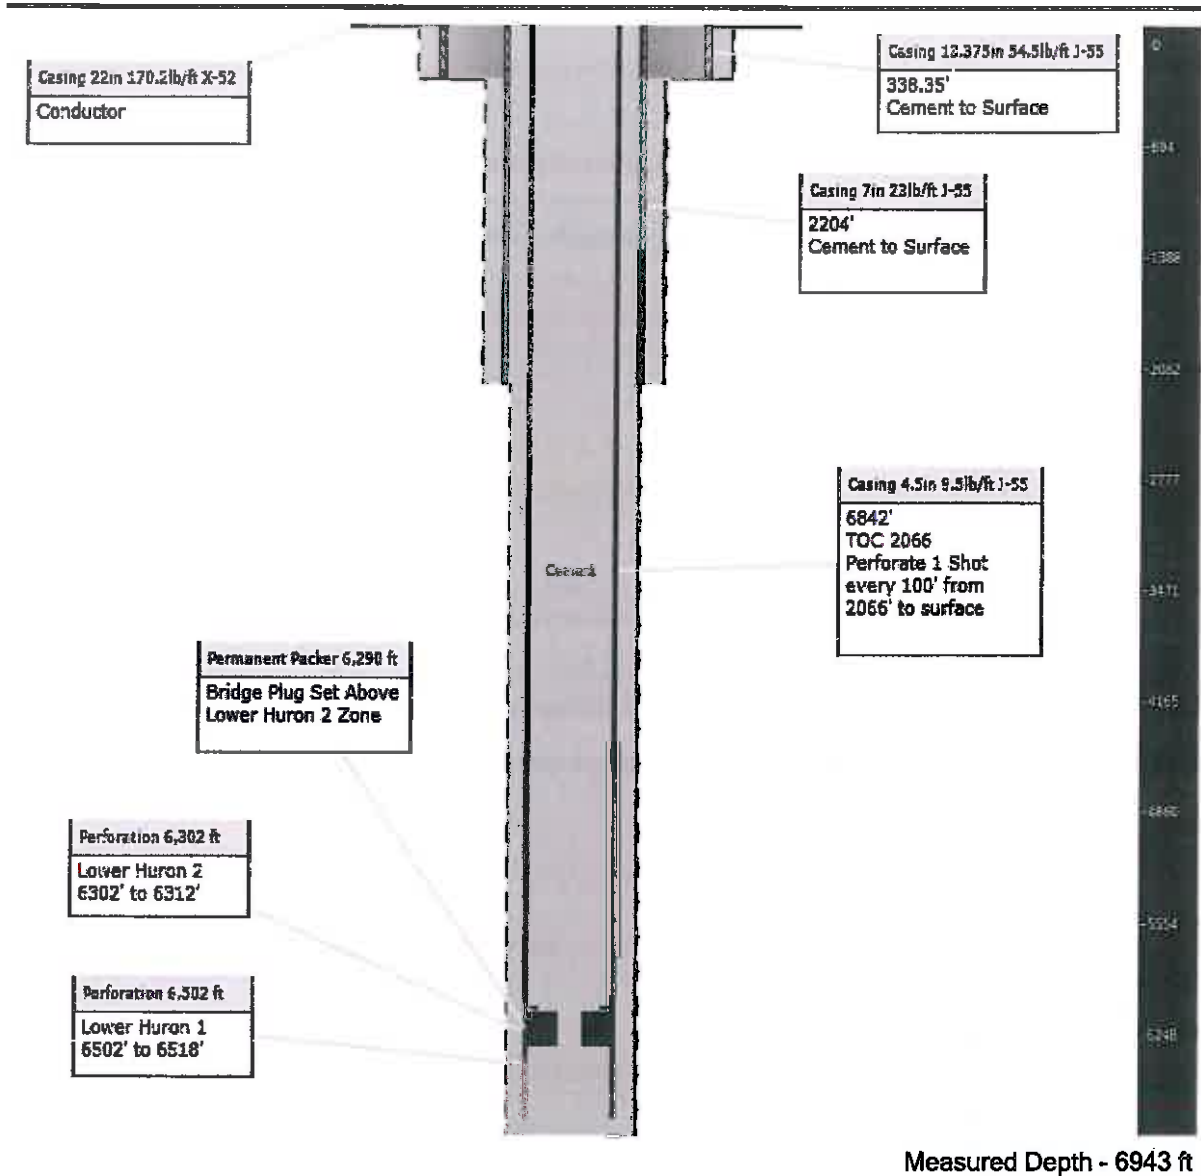 Casing 22in 170.2lb/ft X-52
Conductor
Casing 13.375in 54.5lb/ft J-55
338.35'
Cement to Surface
Casing 7in 23lb/ft J-55
2204'
Cement to Surface
Casing 4.5in 9.5lb/ft J-55
6842'
TOC 2066
Perforate 1 Shot
every 100' from
2066' to surface
Cement
Permanent Packer 6,290 ft
Bridge Plug Set Above
Lower Huron 2 Zone
Perforation 6,302 ft
Lower Huron 2
6302' to 6312'
Perforation 6,502 ft
Lower Huron 1
6502' to 6518'
0
-694
-1388
-2082
-2777
-3471
-4165
-4860
-5554
-6248
Measured Depth - 6943 ft